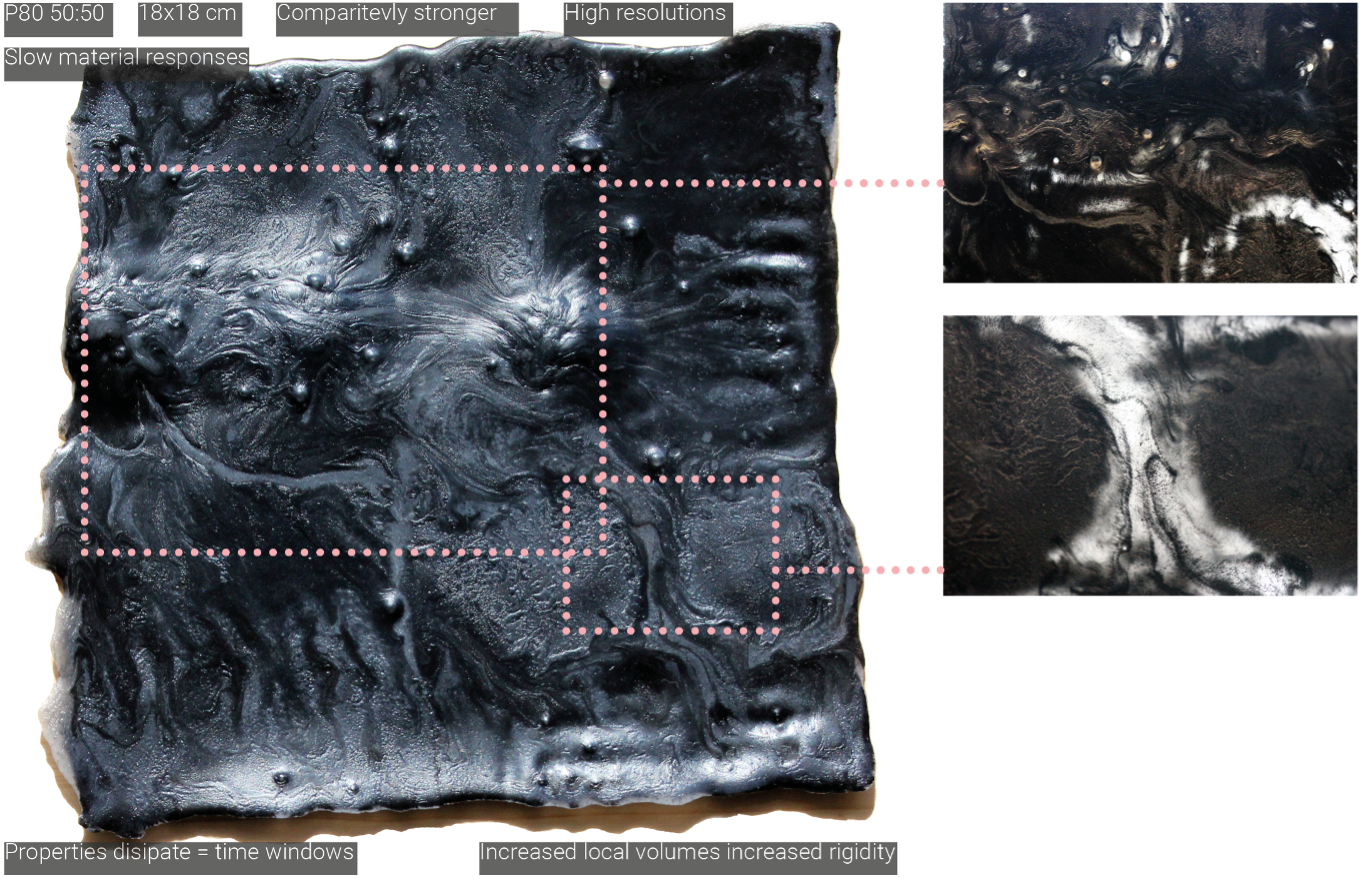 P80 50:50
18x18 cm
Comparitevly stronger
High resolutions
Slow material responses
Properties disipate = time windows
Increased local volumes increased rigidity